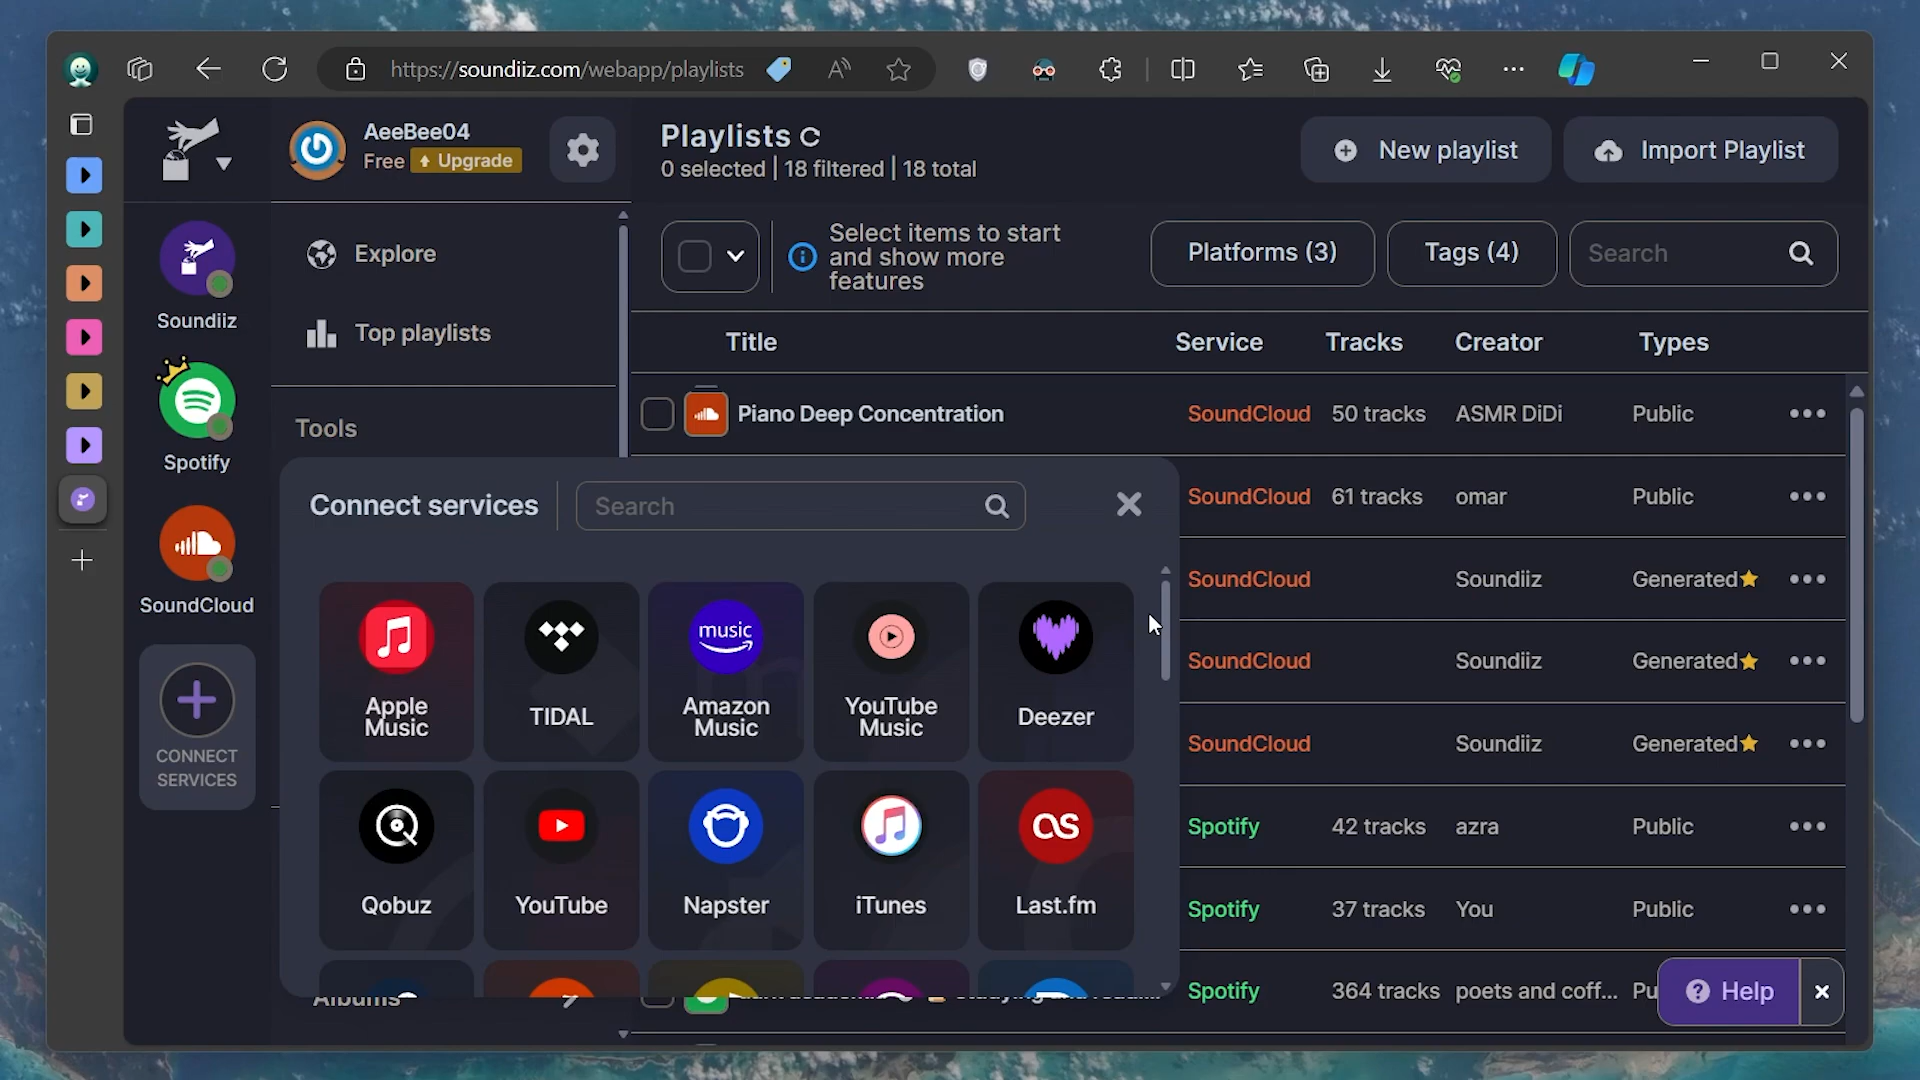 https://soundiiz.com/webapp/playlists
AeeBee04
Free Upgrade
Playlists
0 selected | 18 filtered | 18 total
New playlist
Import Playlist
Soundiiz
Spotify
SoundCloud
CONNECT
SERVICES
Explore
Top playlists
Tools
Select items to start
and show more
features
Platforms (3)
Tags (4)
Search
Title Service Tracks Creator Types
Piano Deep Concentration SoundCloud 50 tracks ASMR DiDi Public
SoundCloud 61 tracks omar Public
SoundCloud Soundiiz Generated
SoundCloud Soundiiz Generated
SoundCloud Soundiiz Generated
Spotify 42 tracks azra Public
Spotify 37 tracks You Public
Spotify 364 tracks poets and coff... Pu
Connect services
Search
Apple
Music
TIDAL
music
Amazon
Music
YouTube
Music
Deezer
Qobuz
YouTube
Napster
iTunes
Last.fm
Albums
Help